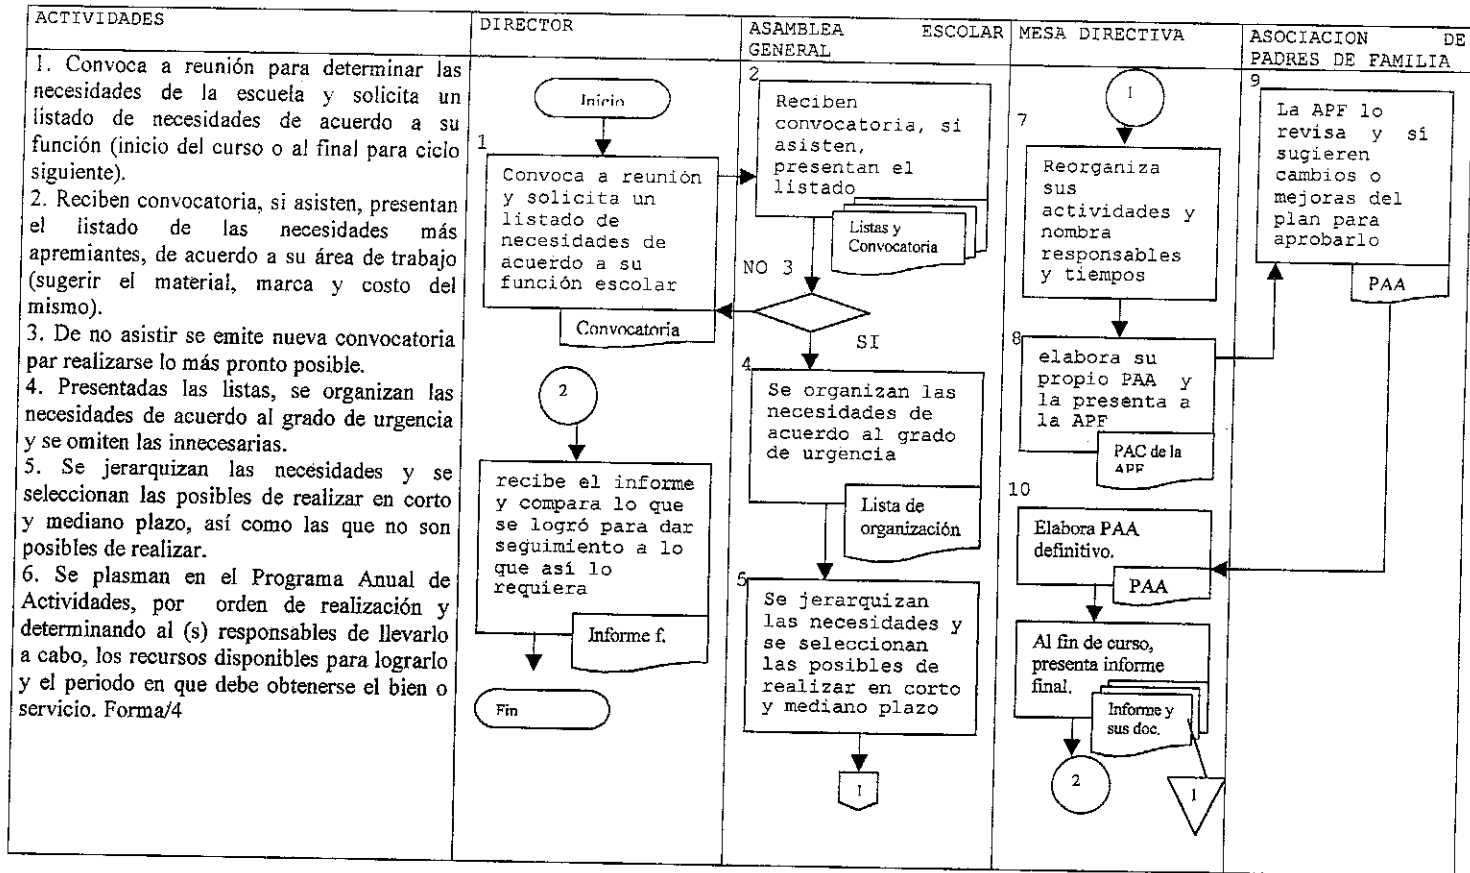 ACTIVIDADES
1. Convoca a reunión para determinar las
necesidades de la escuela y solicita un
listado de necesidades de acuerdo a su
función (inicio del curso o al final para ciclo
siguiente).
2. Reciben convocatoria, si asisten, presentan
el listado de las necesidades más
apremiantes, de acuerdo a su área de trabajo
(sugerir el material, marca y costo del
mismo).
3. De no asistir se emite nueva convocatoria
par realizarse lo más pronto posible.
4. Presentadas las listas, se organizan las
necesidades de acuerdo al grado de urgencia
y se omiten las innecesarias.
5. Se jerarquizan las necesidades y se
seleccionan las posibles de realizar en corto
y mediano plazo, así como las que no son
posibles de realizar.
6. Se plasman en el Programa Anual de
Actividades, por orden de realización y
determinando al (s) responsables de llevarlo
a cabo, los recursos disponibles para lograrlo
y el periodo en que debe obtenerse el bien o
servicio. Forma/4
DIRECTOR
Inicio
1
Convoca a reunión
y solicita un
listado de
necesidades de
acuerdo a su
función escolar
Convocatoria
2
recibe el informe
y compara lo que
se logró para dar
seguimiento a lo
que así lo
requiera
Informe f.
Fin
ASAMBLEA ESCOLAR
GENERAL
2
Reciben
convocatoria, si
asisten,
presentan el
listado
Listas y
Convocatoria
NO 3
SI
4
Se organizan las
necesidades de
acuerdo al grado
de urgencia
Lista de
organización
5
Se jerarquizan
las necesidades y
se seleccionan
las posibles de
realizar en corto
y mediano plazo
1
MESA DIRECTIVA
1
7
Reorganiza
sus
actividades y
nombra
responsables
y tiempos
8
elabora su
propio PAA y
la presenta a
la APF
PAC de la
APF
10
Elabora PAA
definitivo.
PAA
Al fin de curso,
presenta informe
final.
Informe y
sus doc.
2
1
ASOCIACION DE
PADRES DE FAMILIA
9
La APF lo
revisa y sí
sugieren
cambios o
mejoras del
plan para
aprobarlo
PAA